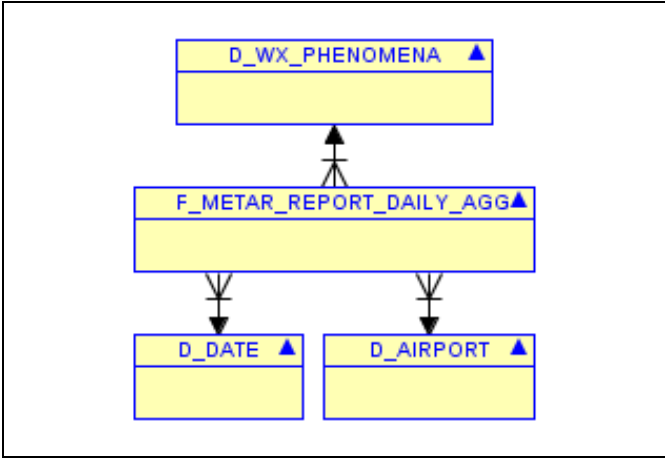 D_WX_PHENOMENA
F_METAR_REPORT_DAILY_AGG
D_DATE
D_AIRPORT